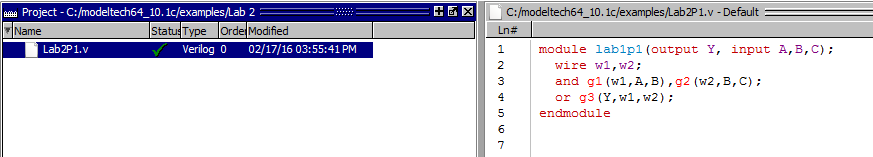 Project - C:/modeltech64_10.1c/examples/Lab 2
Name Status Type Order Modified
Lab2P1.v Verilog 0 02/17/16 03:55:41 PM
C:/modeltech64_10.1c/examples/Lab2P1.v - Default
Ln#
1 module lab1p1(output Y, input A,B,C);
2 wire w1,w2;
3 and g1(w1,A,B),g2(w2,B,C);
4 or g3(Y,w1,w2);
5 endmodule
6
7